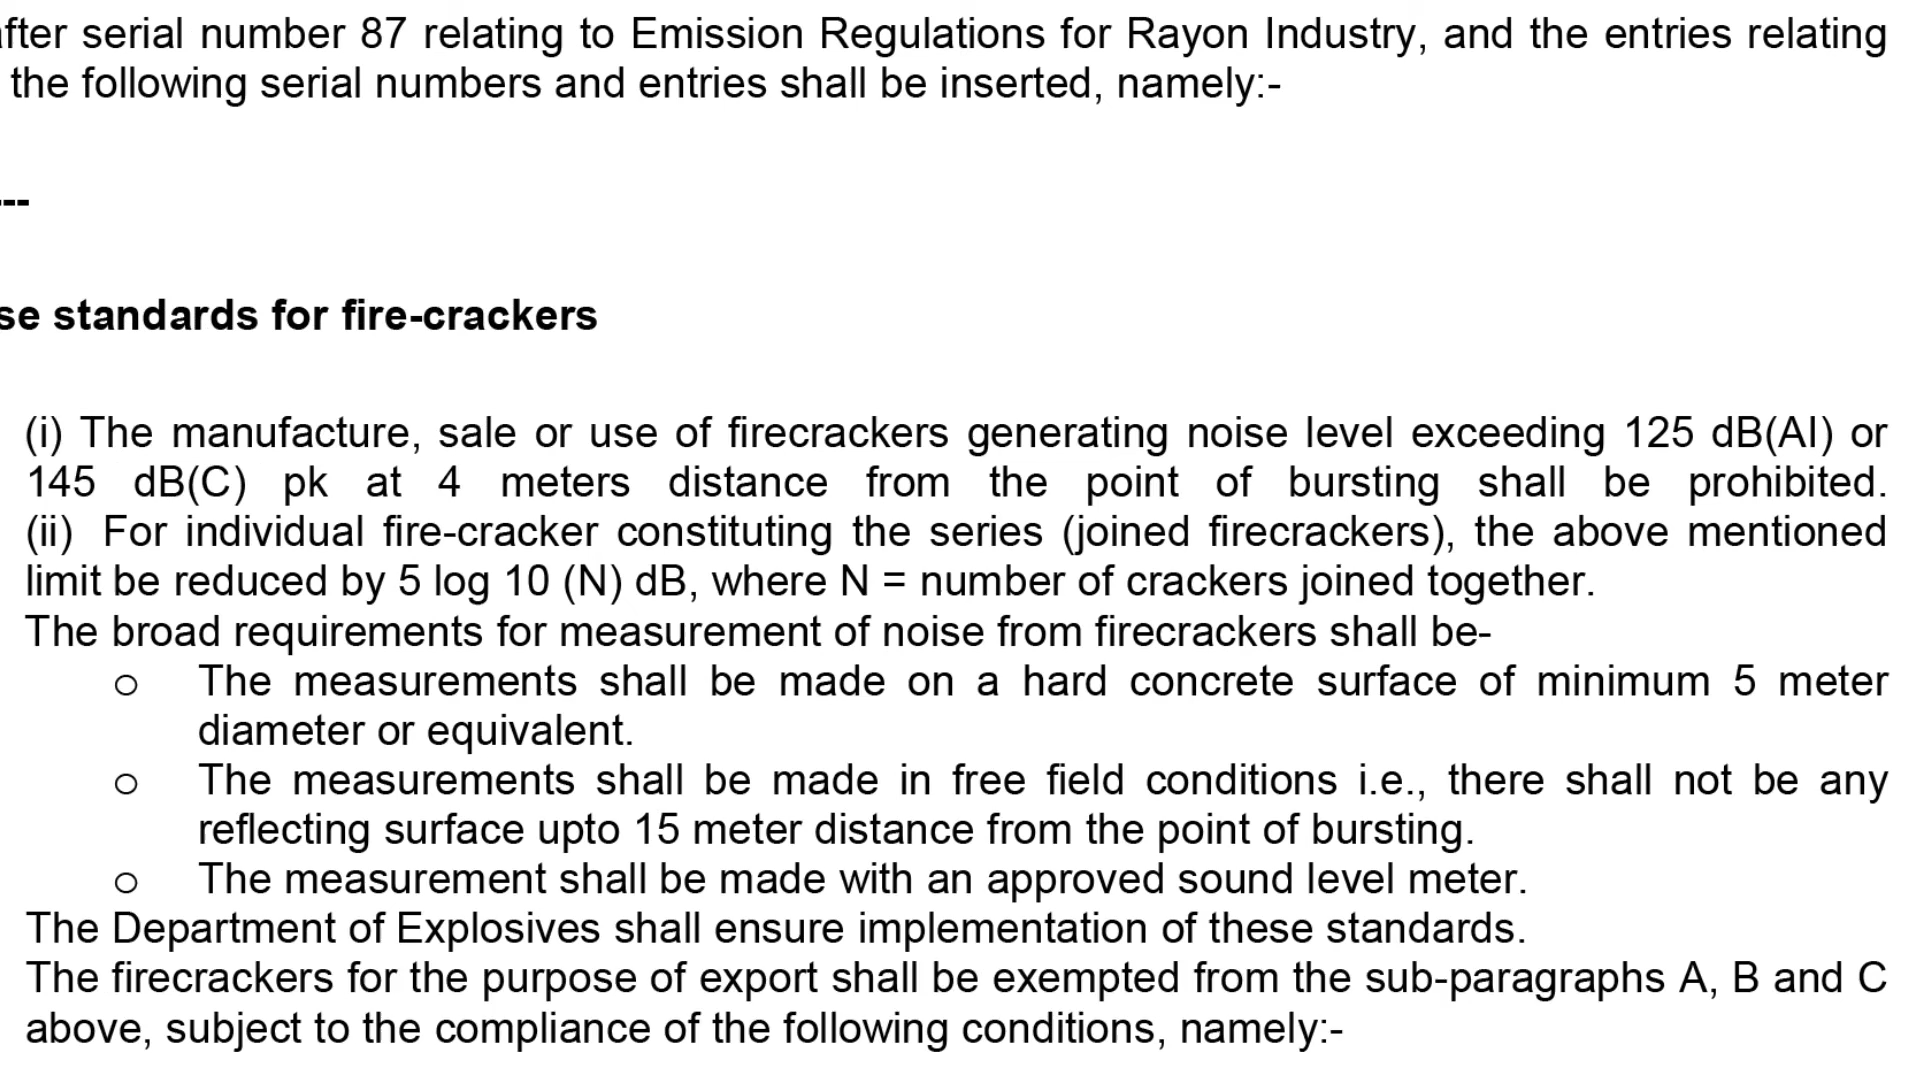 after serial number 87 relating to Emission Regulations for Rayon Industry, and the entries relating
the following serial numbers and entries shall be inserted, namely:-
---
se standards for fire-crackers
(i) The manufacture, sale or use of firecrackers generating noise level exceeding 125 dB(AI) or
145 dB(C) pk at 4 meters distance from the point of bursting shall be prohibited.
(ii) For individual fire-cracker constituting the series (joined firecrackers), the above mentioned
limit be reduced by 5 log 10 (N) dB, where N = number of crackers joined together.
The broad requirements for measurement of noise from firecrackers shall be-
o The measurements shall be made on a hard concrete surface of minimum 5 meter
diameter or equivalent.
o The measurements shall be made in free field conditions i.e., there shall not be any
reflecting surface upto 15 meter distance from the point of bursting.
o The measurement shall be made with an approved sound level meter.
The Department of Explosives shall ensure implementation of these standards.
The firecrackers for the purpose of export shall be exempted from the sub-paragraphs A, B and C
above, subject to the compliance of the following conditions, namely:-